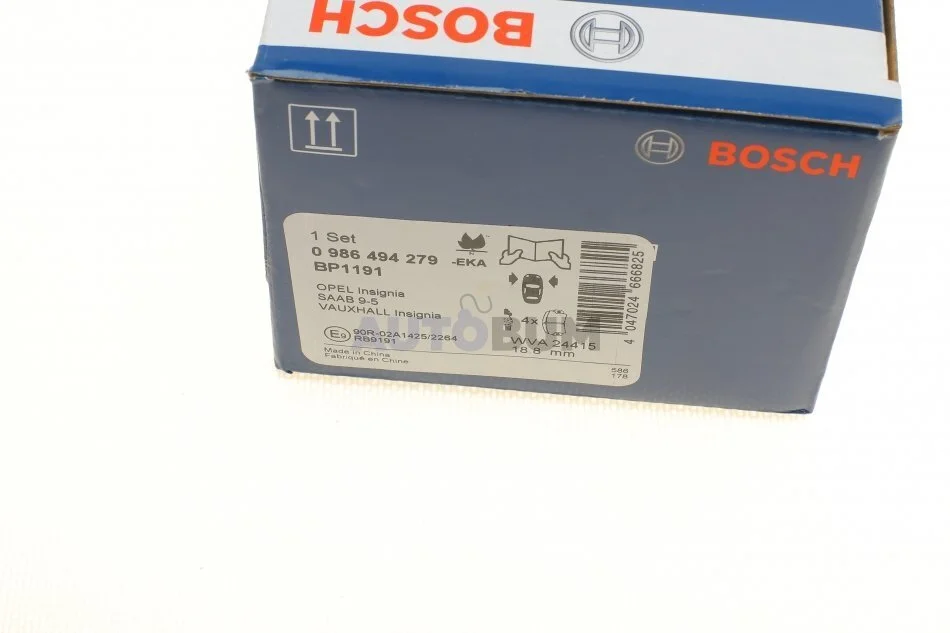 BOSCH
BOSCH
1 Set
0 986 494 279 -EKA
BP1191
OPEL Insignia
SAAB 9-5
VAUXHALL Insignia
4x
AUTOBUM
E9 90R-02A1425/2264
RB9191
WVA 24415
18.8 mm
Made in China
Fabriqué en Chine
586
178
4 047024 666825